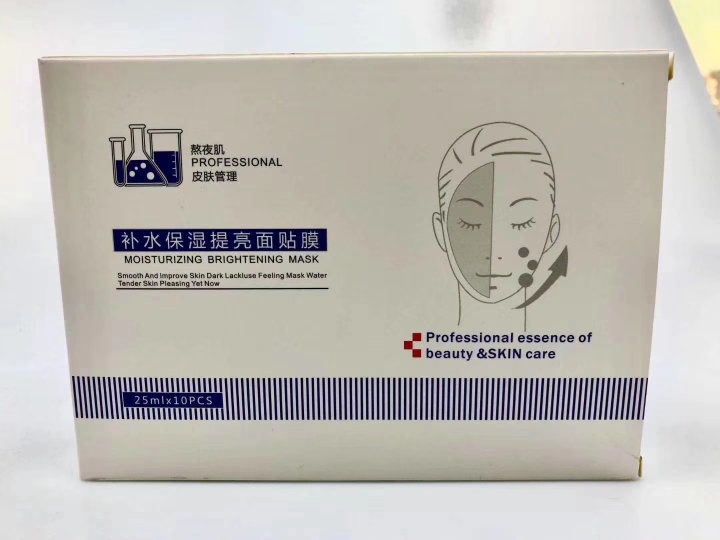 熬夜肌
PROFESSIONAL
皮肤管理
补水保湿提亮面贴膜
MOISTURIZING BRIGHTENING MASK
Smooth And Improve Skin Dark Lackluse Feeling Mask Water
Tender Skin Pleasing Yet Now
Professional essence of
beauty &SKIN care
25mlx10PCS